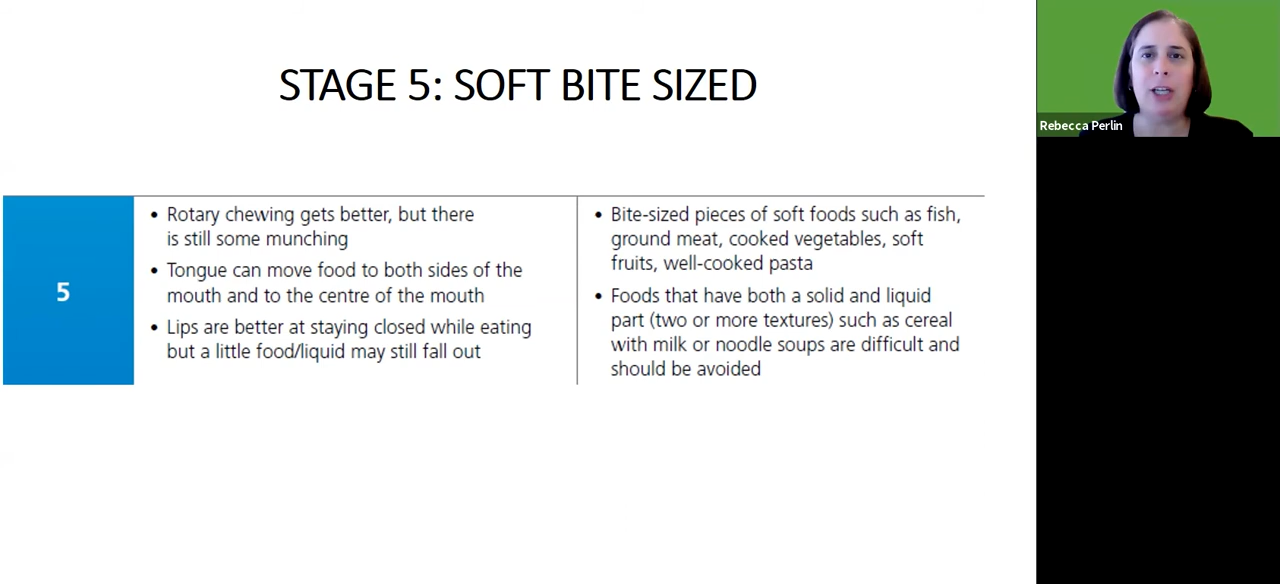 STAGE 5: SOFT BITE SIZED
Rebecca Perlin
5
• Rotary chewing gets better, but there
is still some munching
• Tongue can move food to both sides of the
mouth and to the centre of the mouth
• Lips are better at staying closed while eating
but a little food/liquid may still fall out
• Bite-sized pieces of soft foods such as fish,
ground meat, cooked vegetables, soft
fruits, well-cooked pasta
• Foods that have both a solid and liquid
part (two or more textures) such as cereal
with milk or noodle soups are difficult and
should be avoided